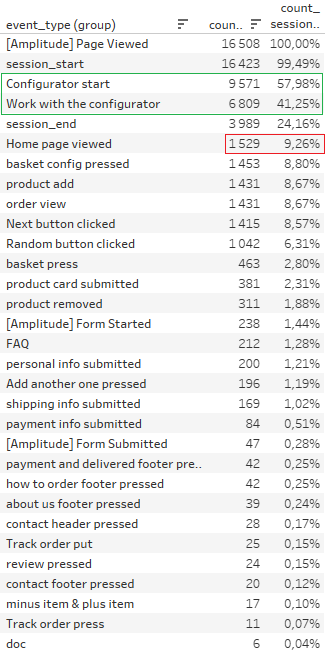 count_
event_type (group) coun.. session..
[Amplitude] Page Viewed 16 508 100,00%
session_start 16 423 99,49%
Configurator start 9 571 57,98%
Work with the configurator 6 809 41,25%
session_end 3 989 24,16%
Home page viewed 1 529 9,26%
basket config pressed 1 453 8,80%
product add 1 431 8,67%
order view 1 431 8,67%
Next button clicked 1 415 8,57%
Random button clicked 1 042 6,31%
basket press 463 2,80%
product card submitted 381 2,31%
product removed 311 1,88%
[Amplitude] Form Started 238 1,44%
FAQ 212 1,28%
personal info submitted 200 1,21%
Add another one pressed 196 1,19%
shipping info submitted 169 1,02%
payment info submitted 84 0,51%
[Amplitude] Form Submitted 47 0,28%
payment and delivered footer pre.. 42 0,25%
how to order footer pressed 42 0,25%
about us footer pressed 39 0,24%
contact header pressed 28 0,17%
Track order put 25 0,15%
review pressed 24 0,15%
contact footer pressed 20 0,12%
minus item & plus item 17 0,10%
Track order press 11 0,07%
doc 6 0,04%